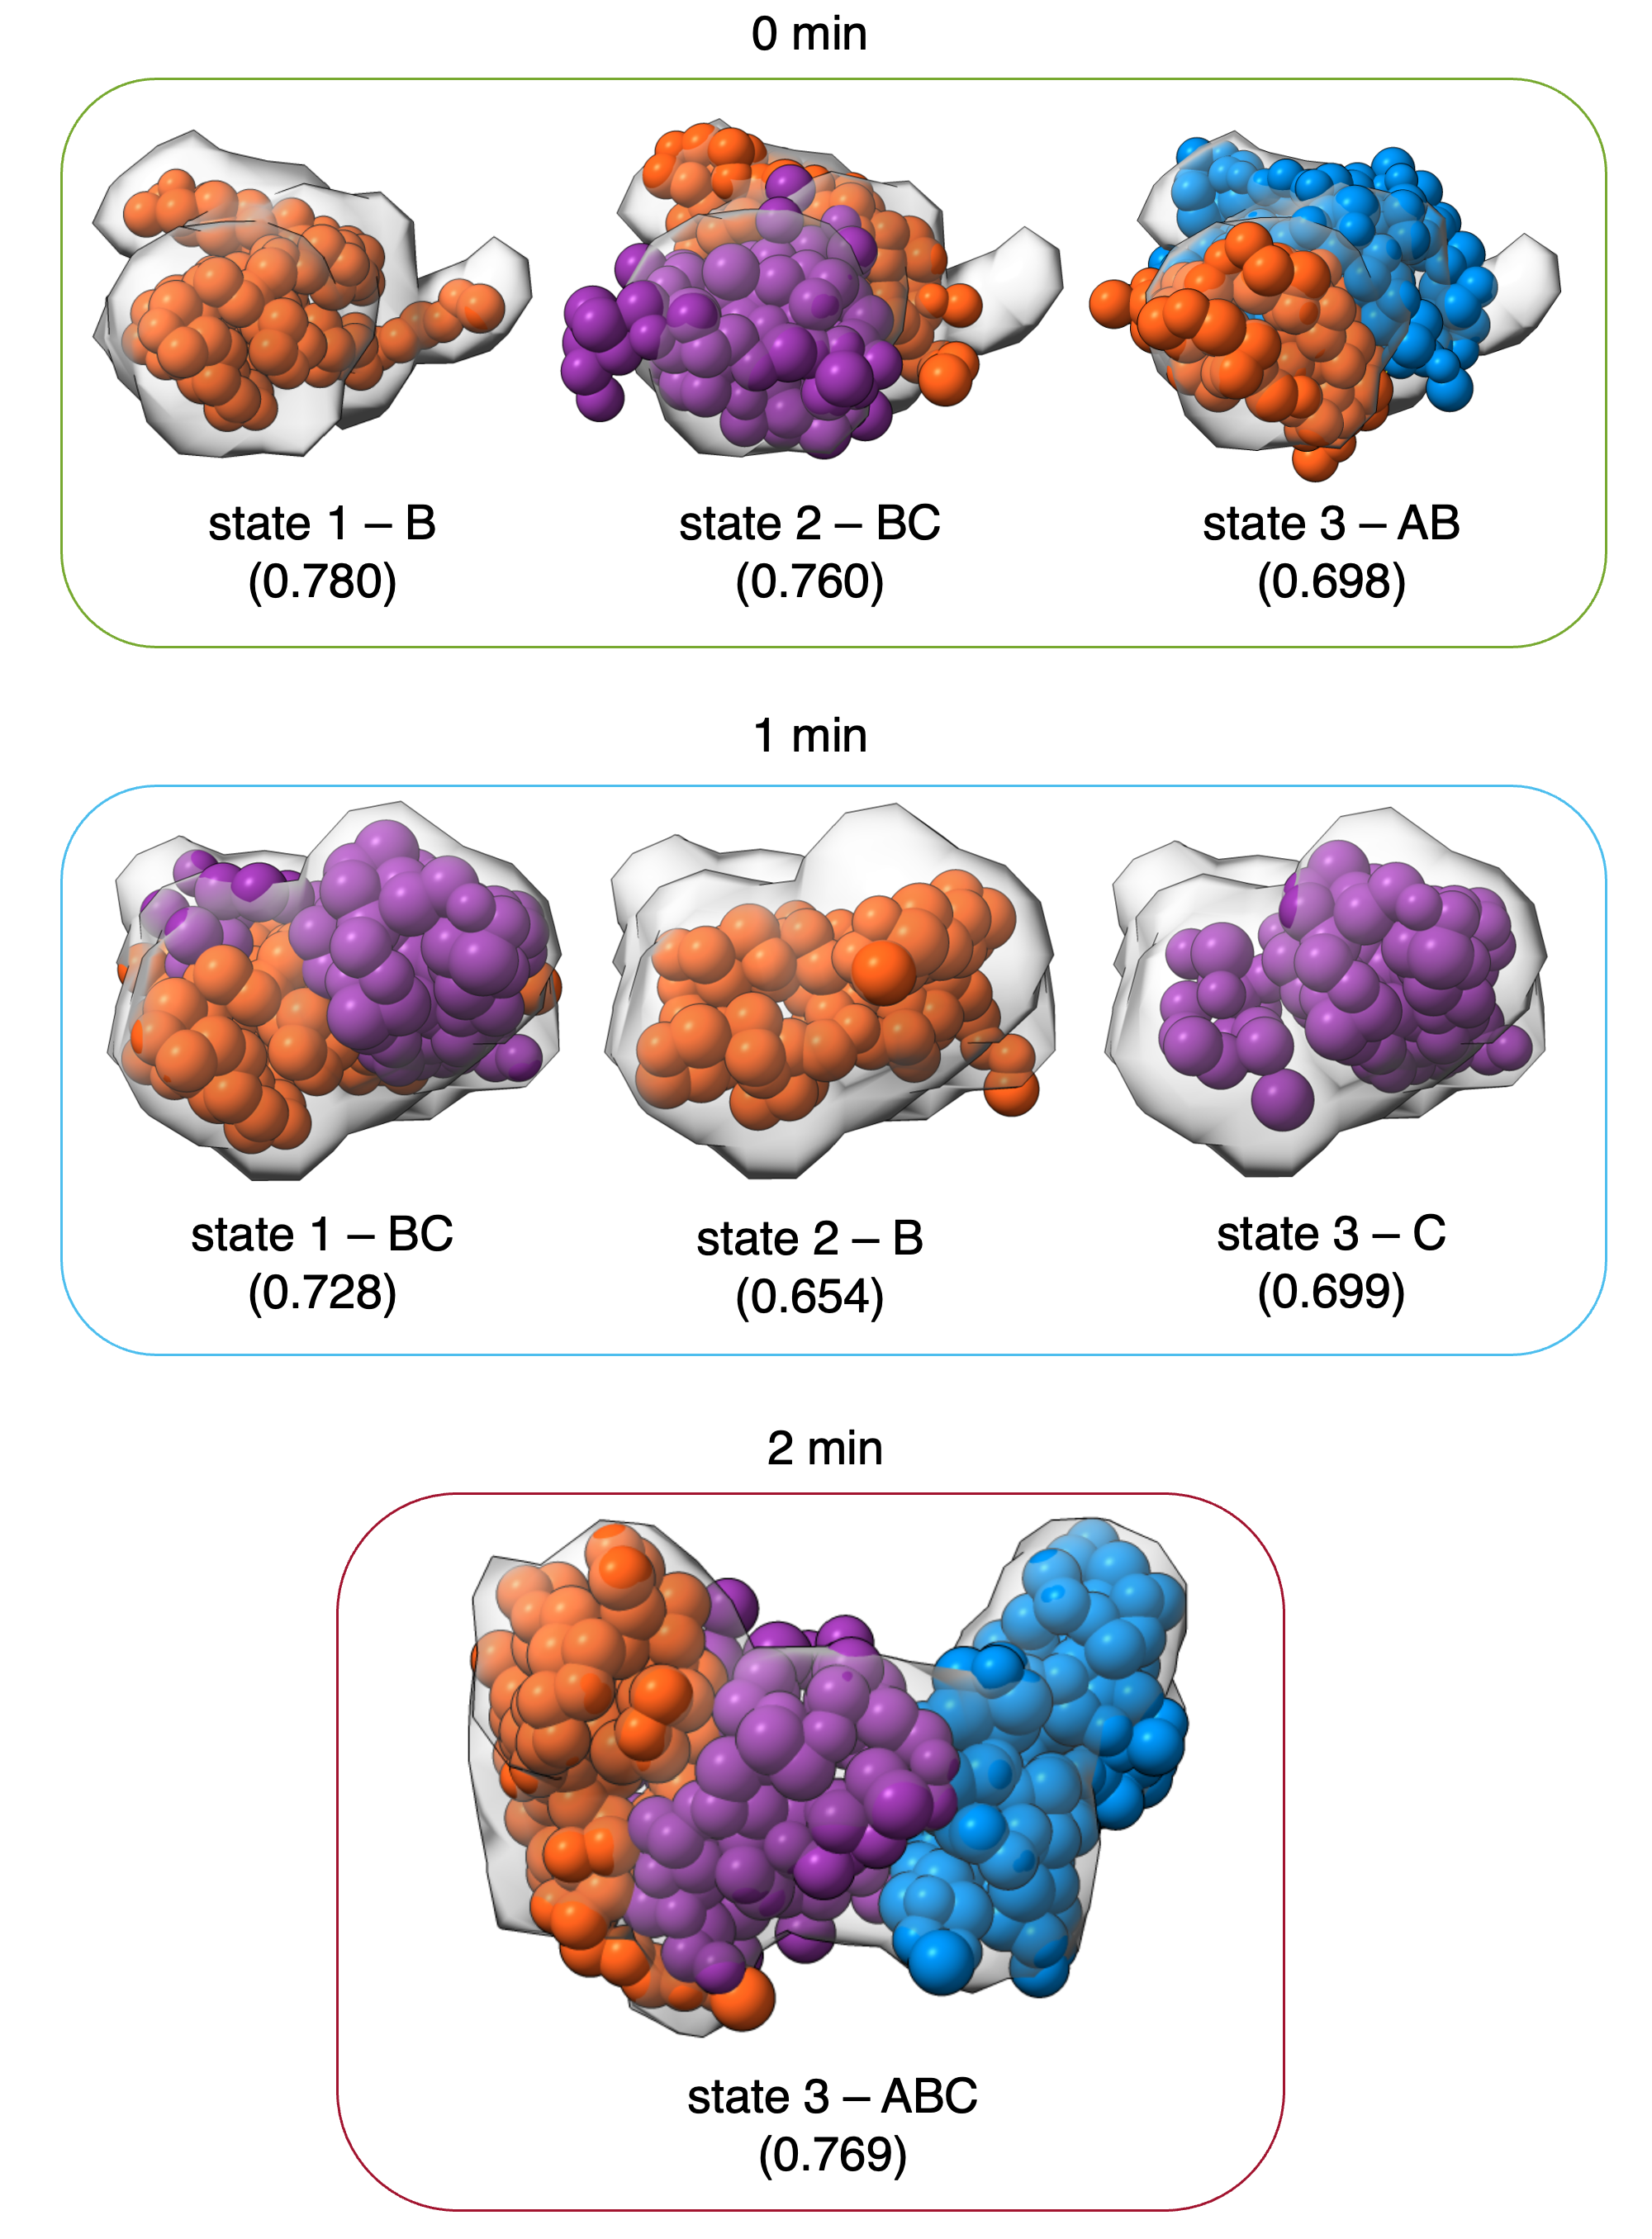 0 min
state 1 – B
(0.780)
state 2 – BC
(0.760)
state 3 – AB
(0.698)
1 min
state 1 – BC
(0.728)
state 2 – B
(0.654)
state 3 – C
(0.699)
2 min
state 3 – ABC
(0.769)